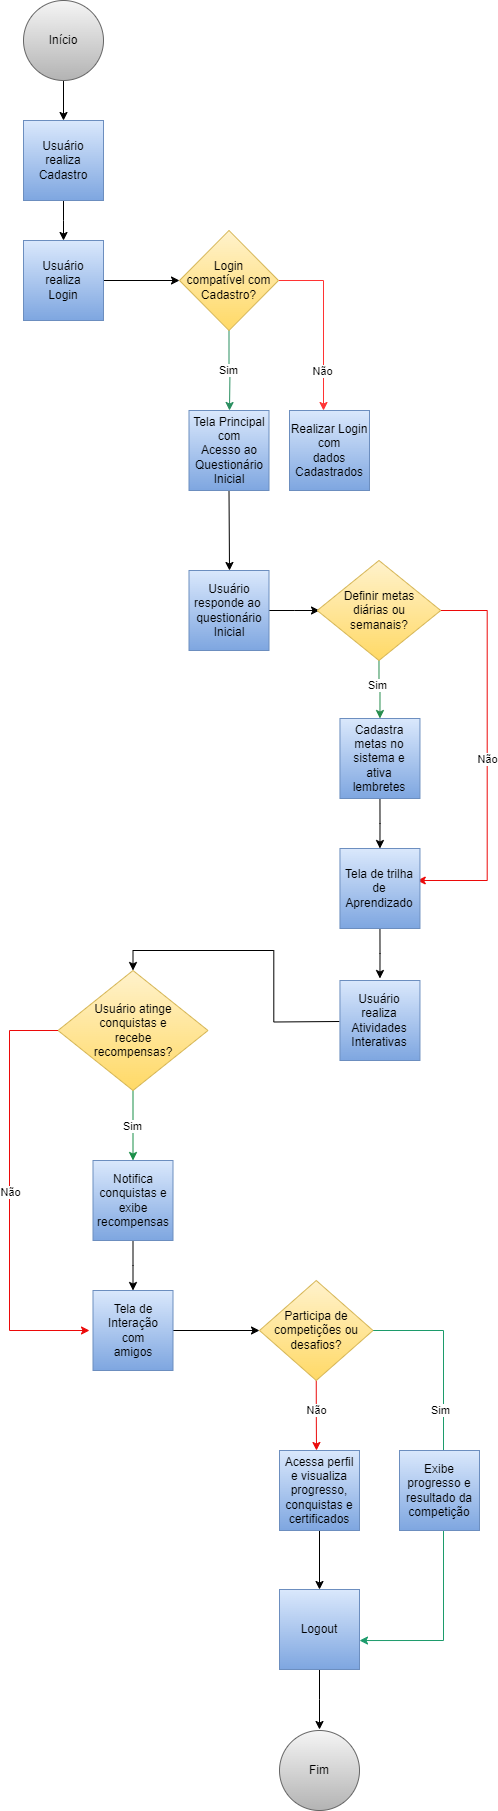 Início
Usuário
realiza
Cadastro
Usuário
realiza
Login
Login
compatível com
Cadastro?
Sim
Não
Tela Principal
com
Acesso ao
Questionário
Inicial
Realizar Login
com
dados
Cadastrados
Usuário
responde ao
questionário
Inicial
Definir metas
diárias ou
semanais?
Sim
Não
Cadastra
metas no
sistema e
ativa
lembretes
Tela de trilha
de
Aprendizado
Usuário
realiza
Atividades
Interativas
Usuário atinge
conquistas e
recebe
recompensas?
Sim
Não
Notifica
conquistas e
exibe
recompensas
Tela de
Interação
com
amigos
Participa de
competições ou
desafios?
Não
Sim
Acessa perfil
e visualiza
progresso,
conquistas e
certificados
Exibe
progresso e
resultado da
competição
Logout
Fim